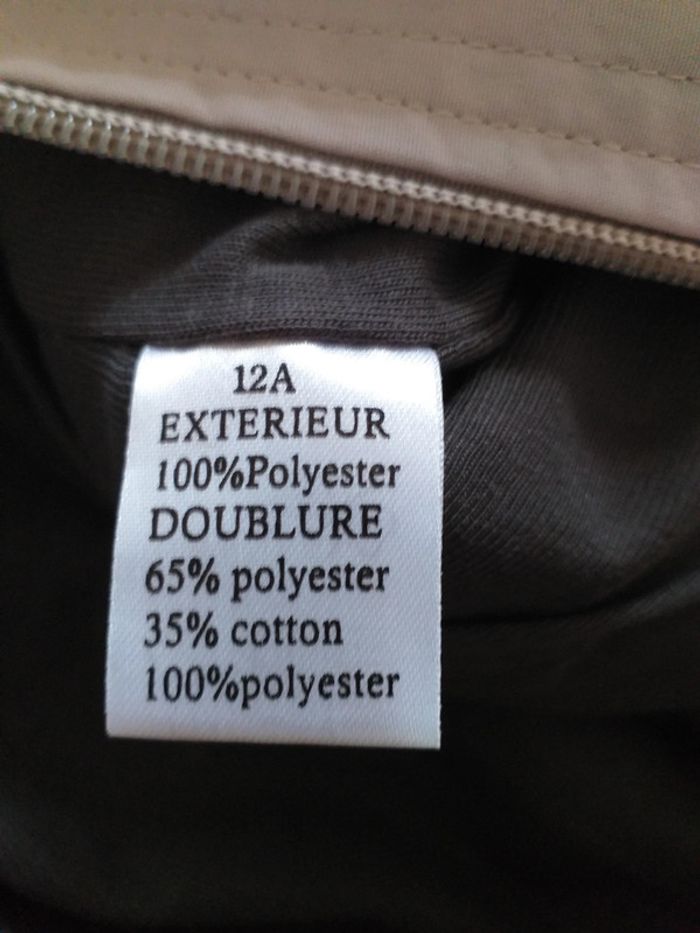 12A
EXTERIEUR
100%Polyester
DOUBLURE
65% polyester
35% cotton
100%polyester